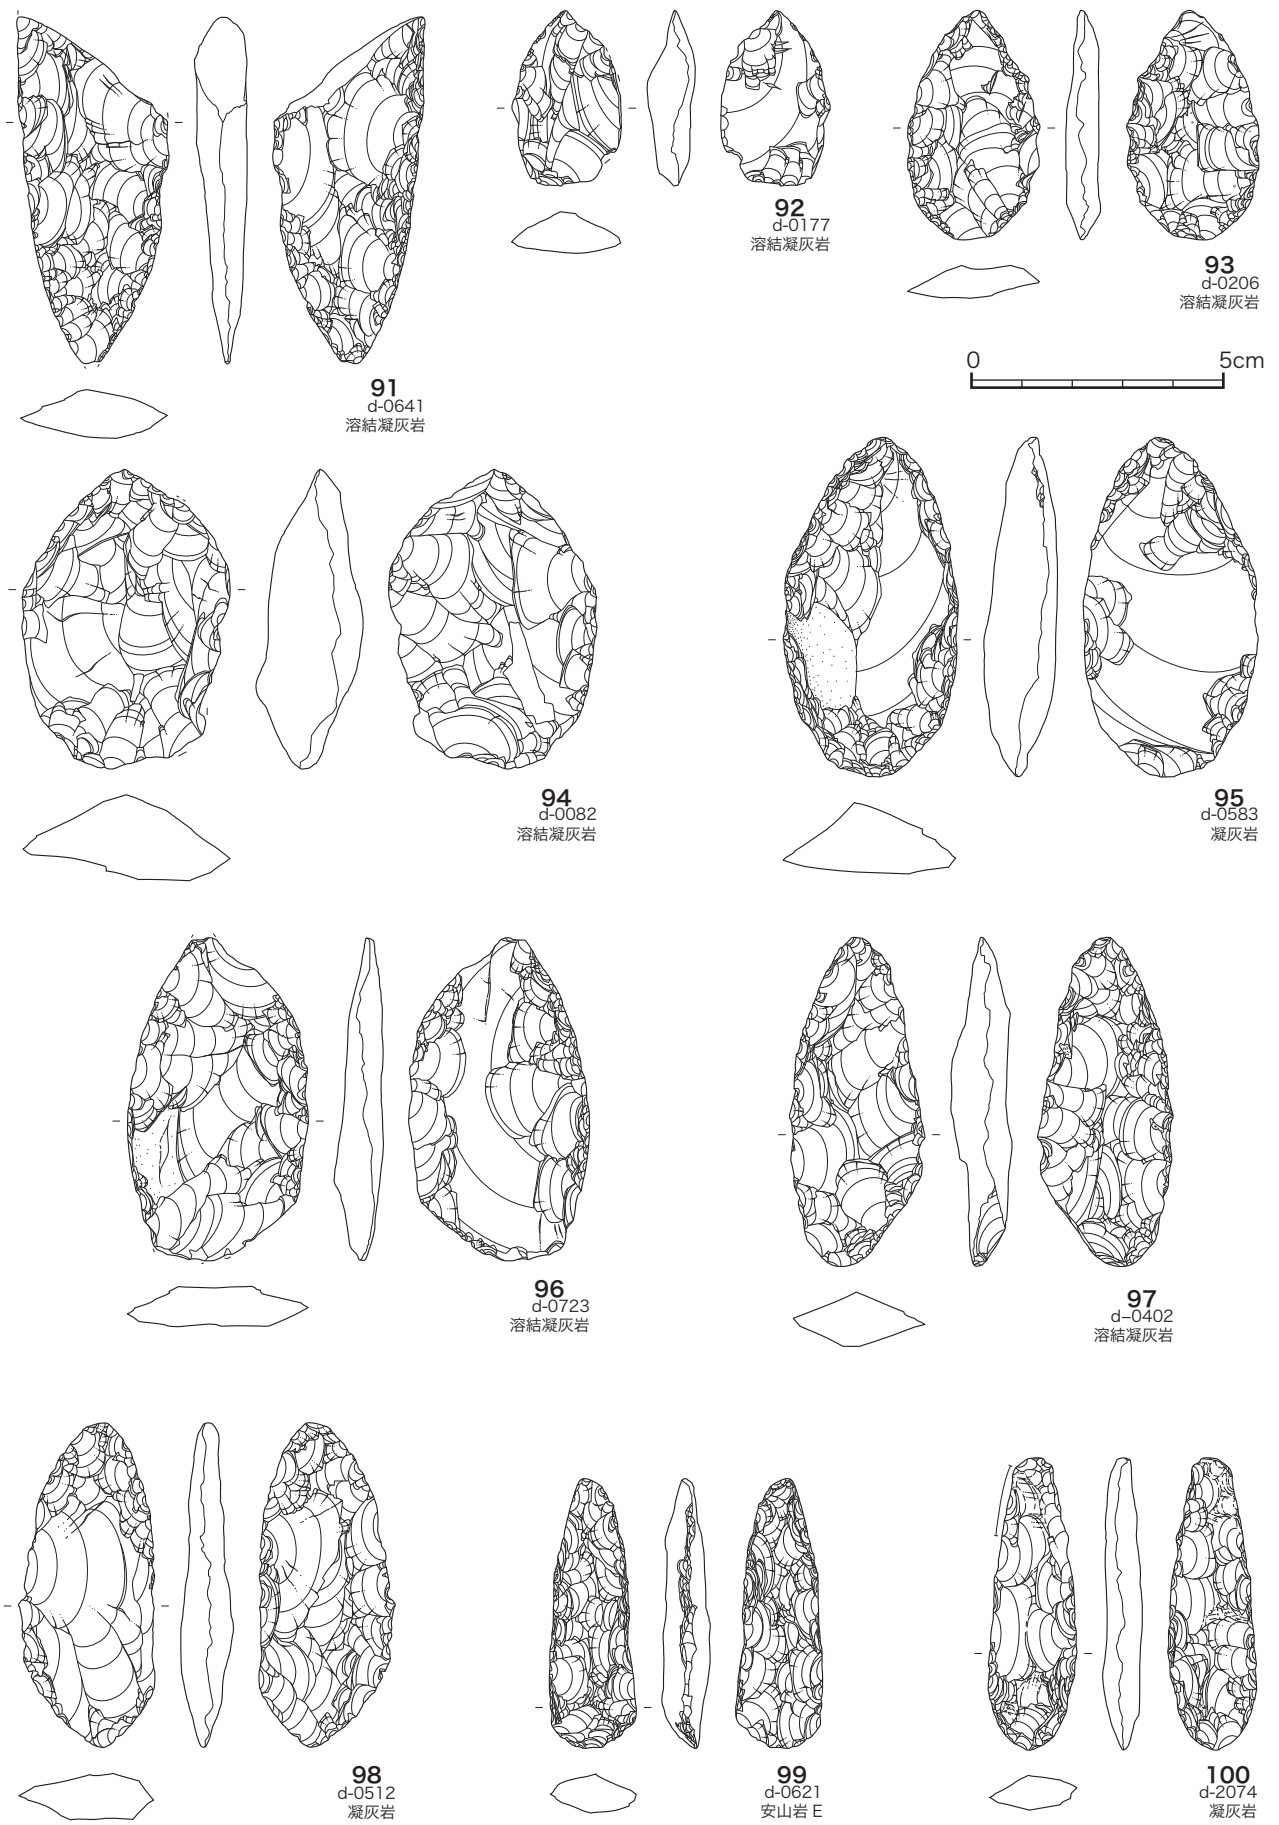 92
d-0177
溶結凝灰岩
93
d-0206
溶結凝灰岩
0 5cm
91
d-0641
溶結凝灰岩
94
d-0082
溶結凝灰岩
95
d-0583
凝灰岩
96
d-0723
溶結凝灰岩
97
d–0402
溶結凝灰岩
98
d-0512
凝灰岩
99
d-0621
安山岩 E
100
d-2074
凝灰岩